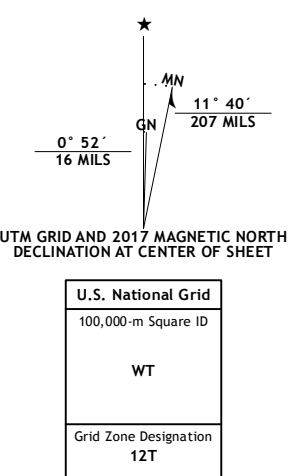 ★
MN
GN
11° 40´
207 MILS
0° 52´
16 MILS
UTM GRID AND 2017 MAGNETIC NORTH
DECLINATION AT CENTER OF SHEET
U.S. National Grid
100,000-m Square ID
WT
Grid Zone Designation
12T